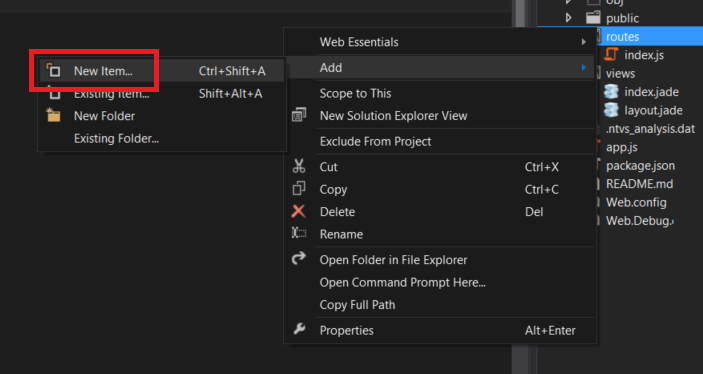 obj
public
routes
index.js
views
index.jade
layout.jade
.ntvs_analysis.dat
app.js
package.json
README.md
Web.config
Web.Debug.
Web Essentials
Add
Scope to This
New Solution Explorer View
Exclude From Project
Cut Ctrl+X
Copy Ctrl+C
Delete Del
Rename
Open Folder in File Explorer
Open Command Prompt Here...
Copy Full Path
Properties Alt+Enter
New Item... Ctrl+Shift+A
Existing Item... Shift+Alt+A
New Folder
Existing Folder...